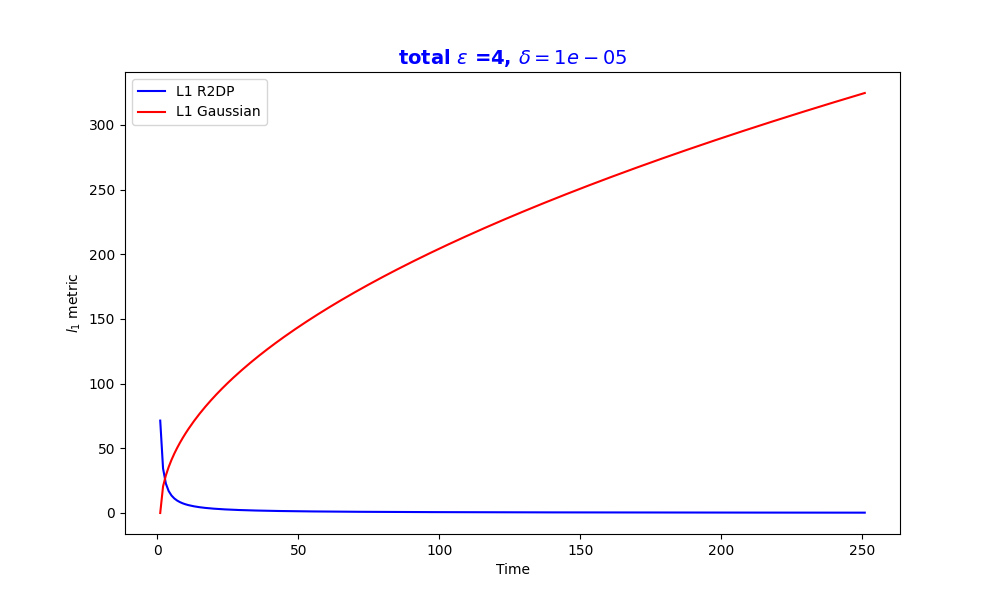 total ε =4, δ = 1e − 05
L1 R2DP
L1 Gaussian
300
250
200
150
100
50
0
l₁ metric
0 50 100 150 200 250
Time